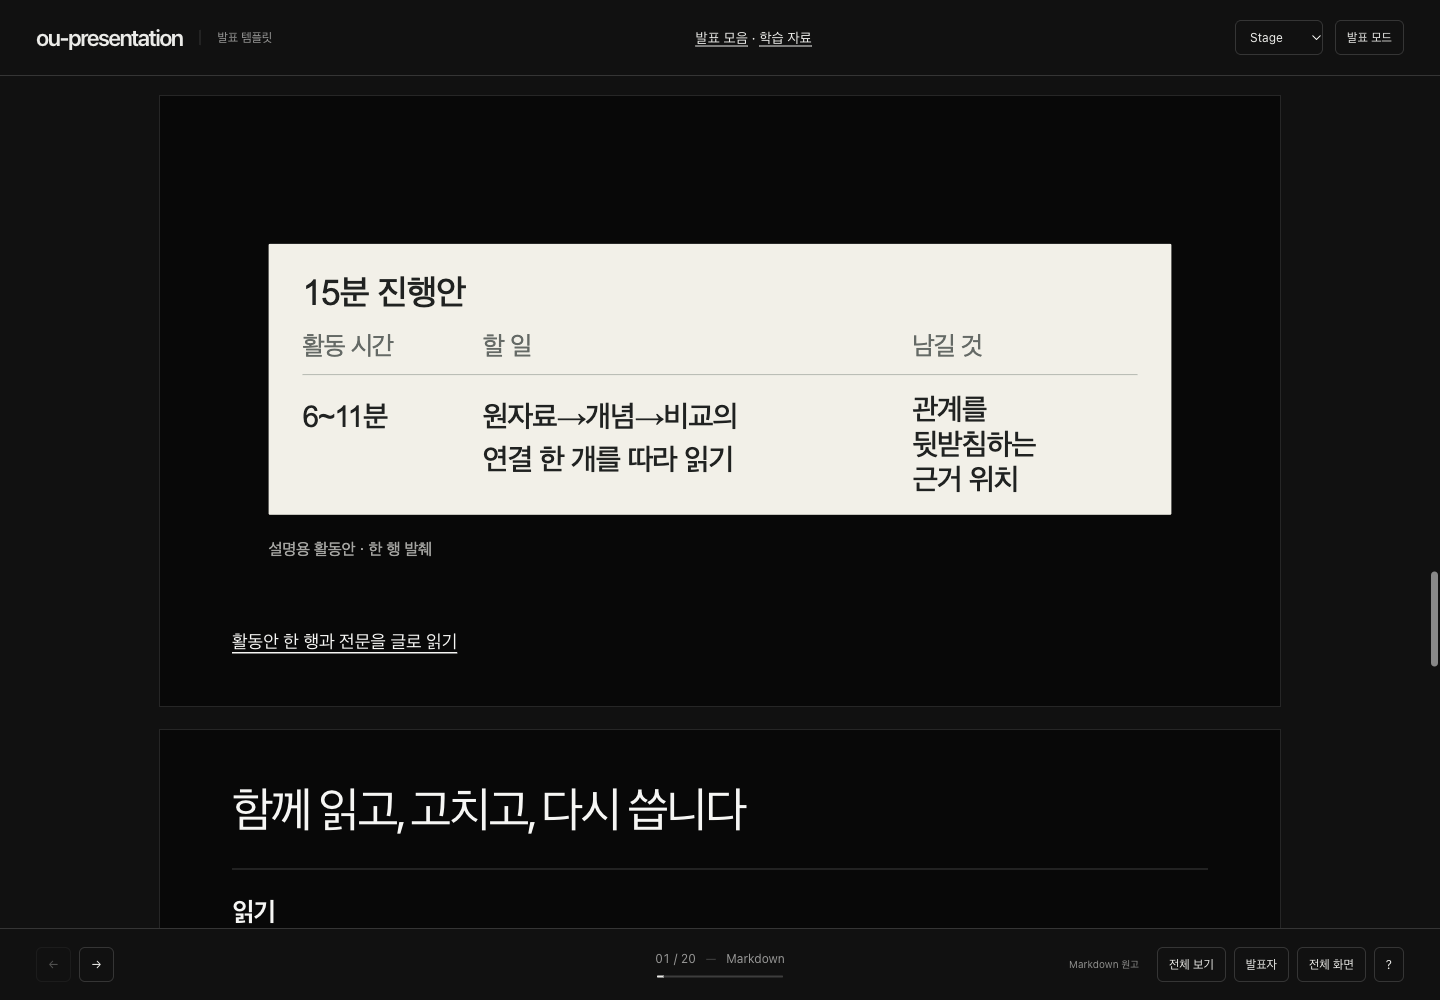 ou-presentation
발표 템플릿
발표 모음 · 학습 자료
Stage
발표 모드
15분 진행안
활동 시간 할 일 남길 것
6~11분
원자료→개념→비교의
연결 한 개를 따라 읽기
관계를
뒷받침하는
근거 위치
설명용 활동안 · 한 행 발췌
활동안 한 행과 전문을 글로 읽기
함께 읽고, 고치고, 다시 씁니다
읽기
← →
01 / 20 — Markdown
Markdown 원고
전체 보기
발표자
전체 화면
?